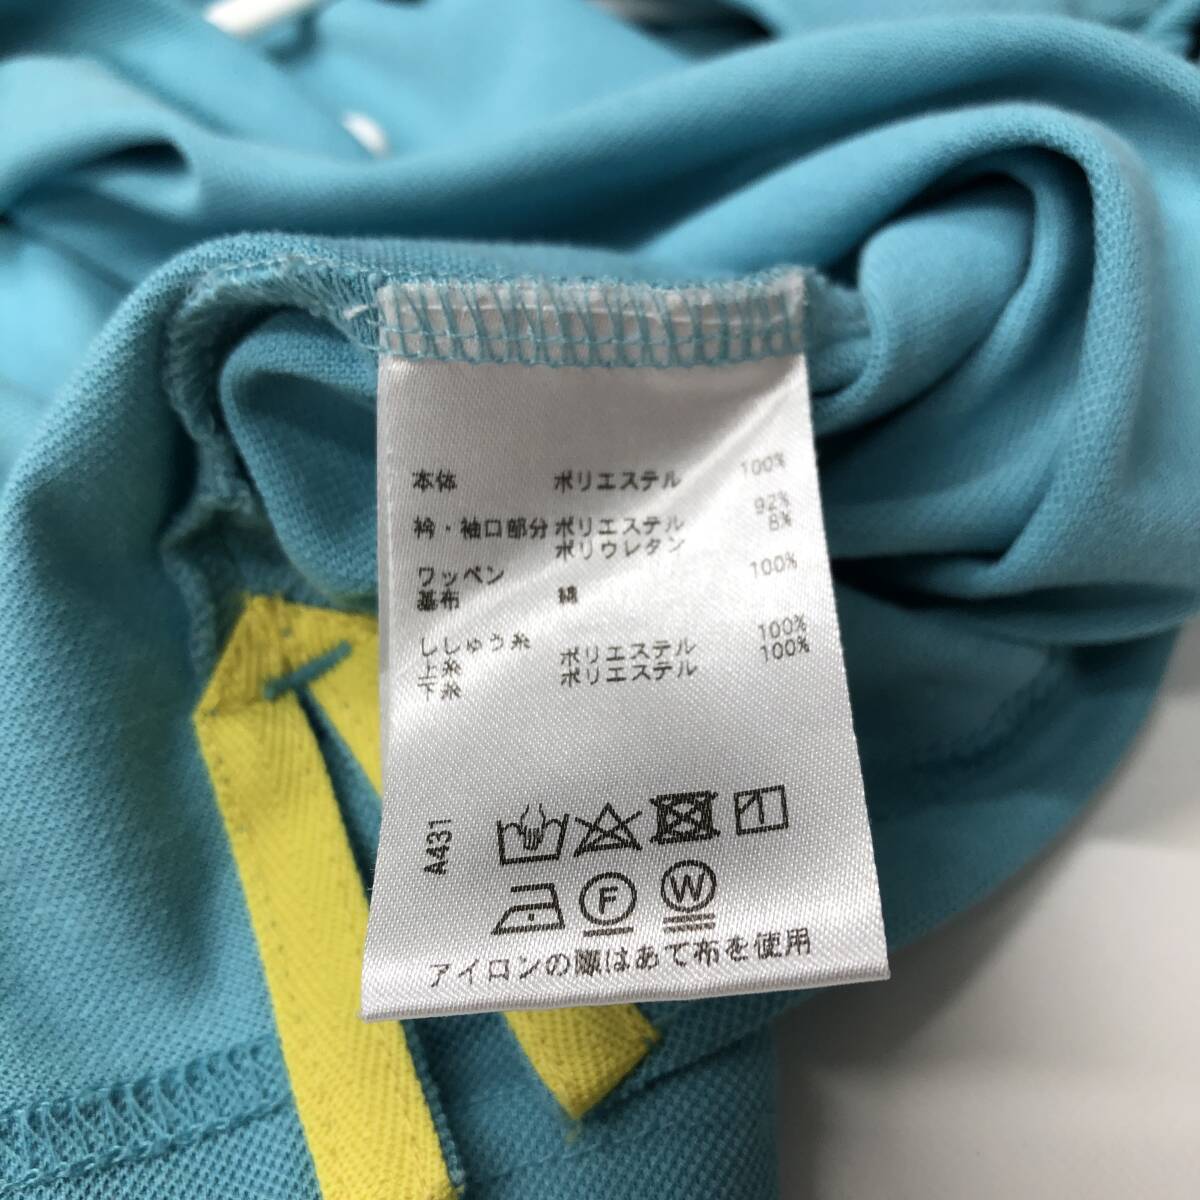 本体 ポリエステル 100%
衿・袖口部分 ポリエステル 92%
ポリウレタン 8%
ワッペン
基布 綿 100%
ししゅう糸
上糸 ポリエステル 100%
下糸 ポリエステル 100%
A431
F W
アイロンの際はあて布を使用